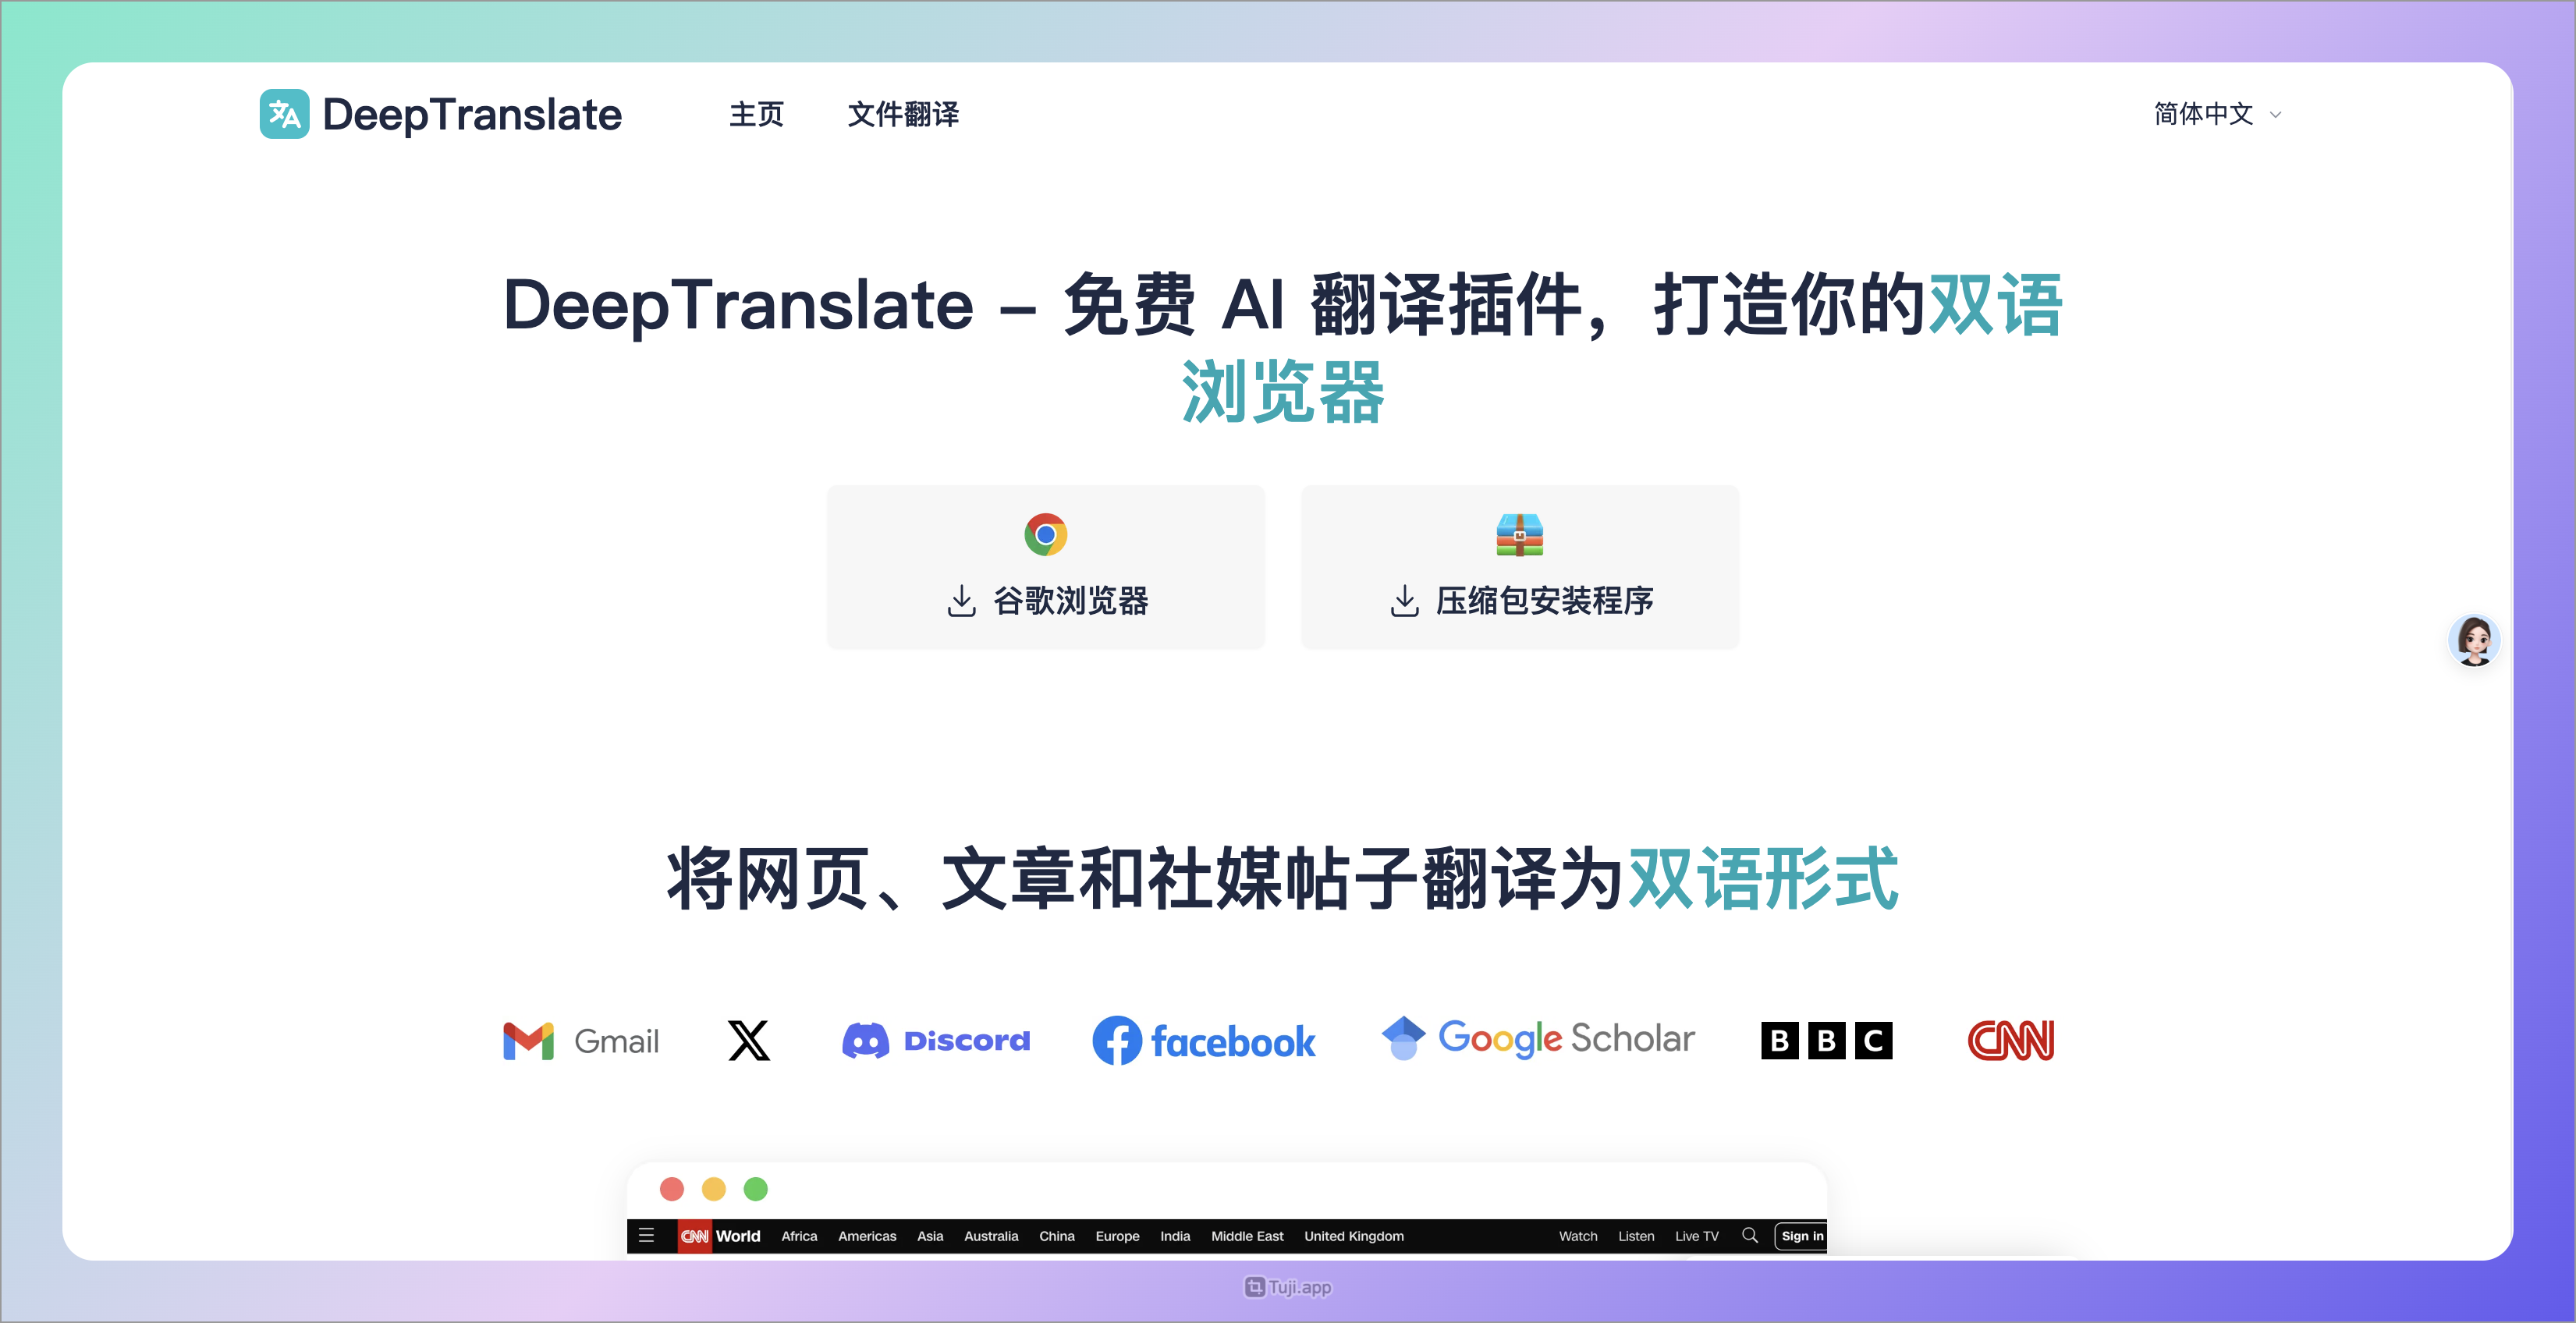 DeepTranslate
主页
文件翻译
简体中文
DeepTranslate – 免费 AI 翻译插件，打造你的双语
浏览器
谷歌浏览器
压缩包安装程序
将网页、文章和社媒帖子翻译为双语形式
Gmail
X
Discord
facebook
Google Scholar
BBC
CNN
CNN World Africa Americas Asia Australia China Europe India Middle East United Kingdom Watch Listen Live TV Sign in
Tuji.app